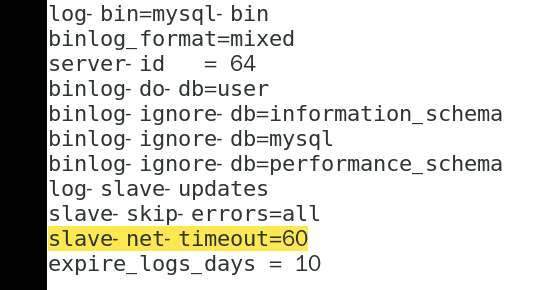 log-bin=mysql-bin
binlog_format=mixed
server-id   = 64
binlog-do-db=user
binlog-ignore-db=information_schema
binlog-ignore-db=mysql
binlog-ignore-db=performance_schema
log-slave-updates
slave-skip-errors=all
slave-net-timeout=60
expire_logs_days = 10